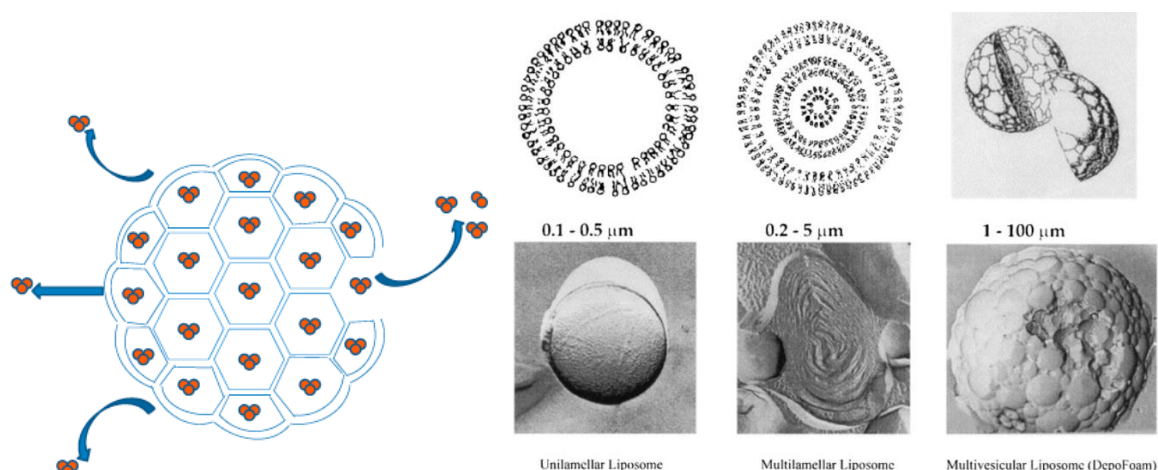 0.1 - 0.5 μm
0.2 - 5 μm
1 - 100 μm
Unilamellar Liposome
Multilamellar Liposome
Multivesicular Liposome (DepoFoam)